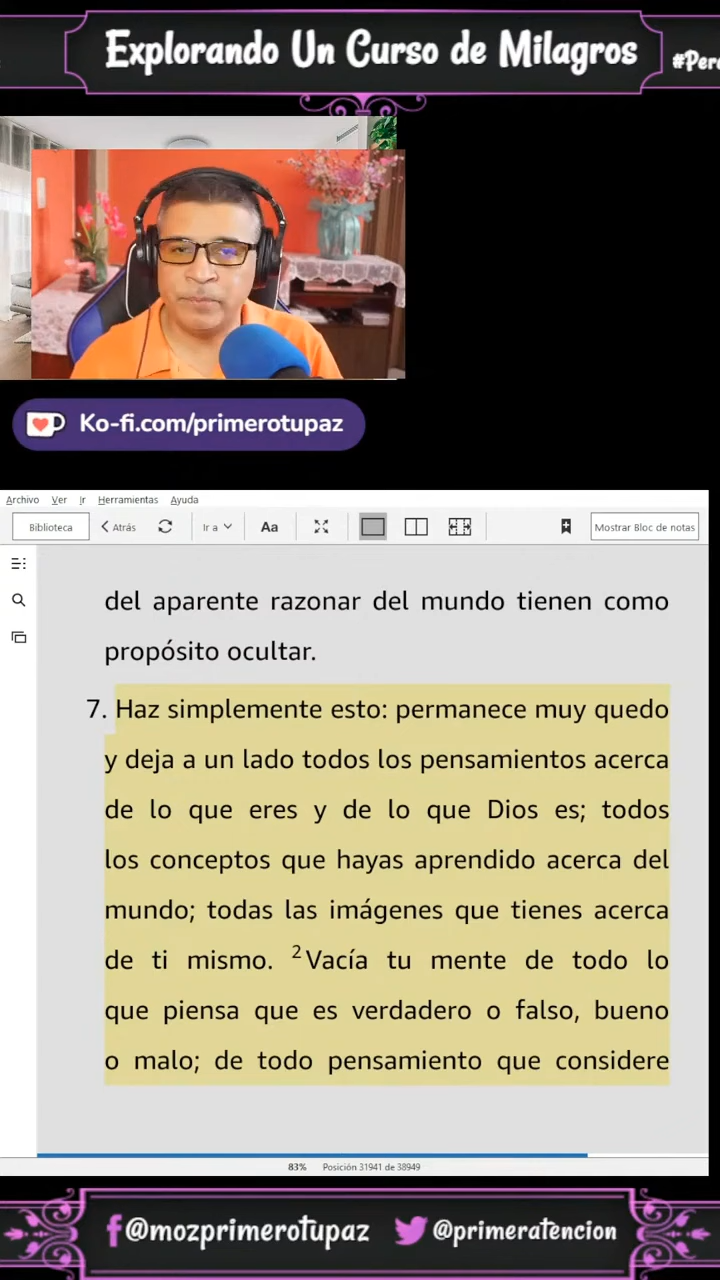 Explorando Un Curso de Milagros
Ko-fi.com/primerotupaz
Archivo Ver Ir Herramientas Ayuda
Biblioteca Atrás Ir a Aa Mostrar Bloc de notas
del aparente razonar del mundo tienen como
propósito ocultar.
7. Haz simplemente esto: permanece muy quedo
y deja a un lado todos los pensamientos acerca
de lo que eres y de lo que Dios es; todos
los conceptos que hayas aprendido acerca del
mundo; todas las imágenes que tienes acerca
de ti mismo. ²Vacía tu mente de todo lo
que piensa que es verdadero o falso, bueno
o malo; de todo pensamiento que considere
83% Posición 31941 de 38949
f@mozprimerotupaz @primeratencion